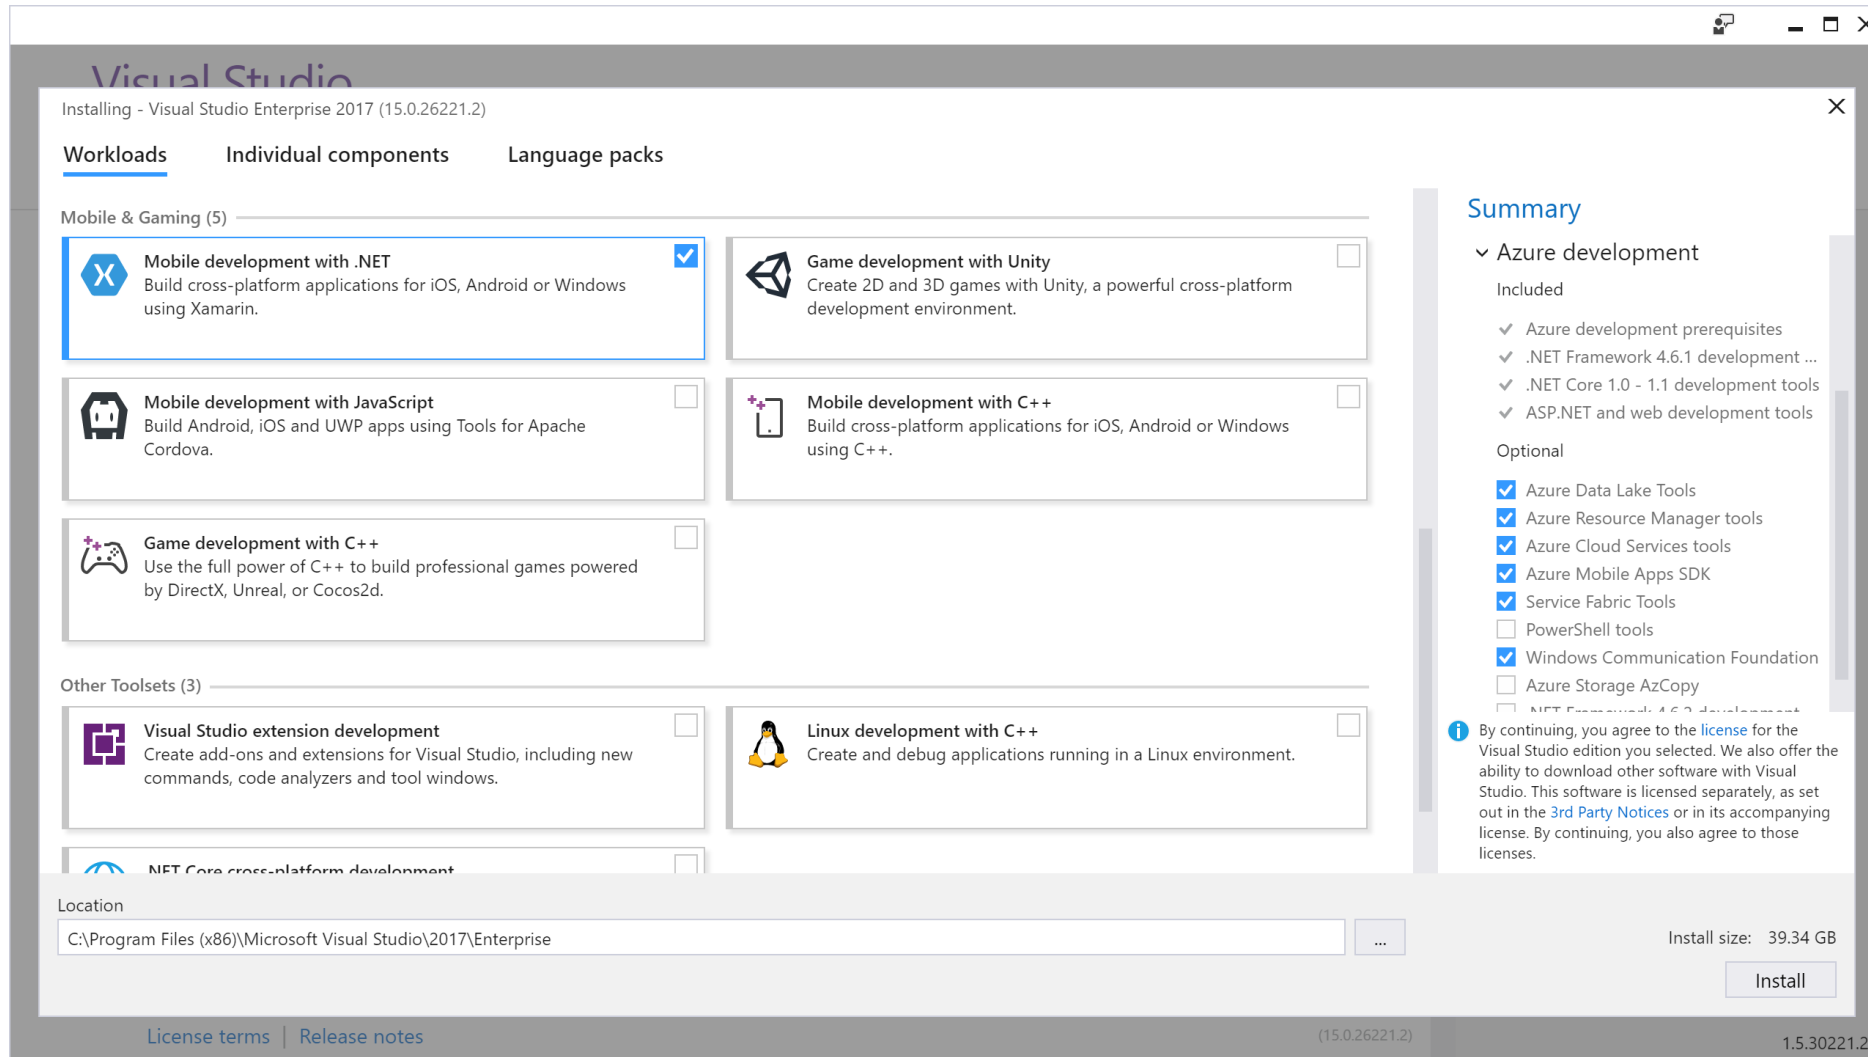 Visual Studio
Installing - Visual Studio Enterprise 2017 (15.0.26221.2)
Workloads
Individual components
Language packs
Mobile & Gaming (5)
Mobile development with .NET
Build cross-platform applications for iOS, Android or Windows
using Xamarin.
Game development with Unity
Create 2D and 3D games with Unity, a powerful cross-platform
development environment.
Mobile development with JavaScript
Build Android, iOS and UWP apps using Tools for Apache
Cordova.
Mobile development with C++
Build cross-platform applications for iOS, Android or Windows
using C++.
Game development with C++
Use the full power of C++ to build professional games powered
by DirectX, Unreal, or Cocos2d.
Other Toolsets (3)
Visual Studio extension development
Create add-ons and extensions for Visual Studio, including new
commands, code analyzers and tool windows.
Linux development with C++
Create and debug applications running in a Linux environment.
.NET Core cross-platform development
Summary
Azure development
Included
Azure development prerequisites
.NET Framework 4.6.1 development ...
.NET Core 1.0 - 1.1 development tools
ASP.NET and web development tools
Optional
Azure Data Lake Tools
Azure Resource Manager tools
Azure Cloud Services tools
Azure Mobile Apps SDK
Service Fabric Tools
PowerShell tools
Windows Communication Foundation
Azure Storage AzCopy
.NET Framework 4.6.2 development
By continuing, you agree to the license for the
Visual Studio edition you selected. We also offer the
ability to download other software with Visual
Studio. This software is licensed separately, as set
out in the 3rd Party Notices or in its accompanying
license. By continuing, you also agree to those
licenses.
Location
C:\Program Files (x86)\Microsoft Visual Studio\2017\Enterprise
...
Install size: 39.34 GB
Install
License terms | Release notes
(15.0.26221.2)
1.5.30221.2